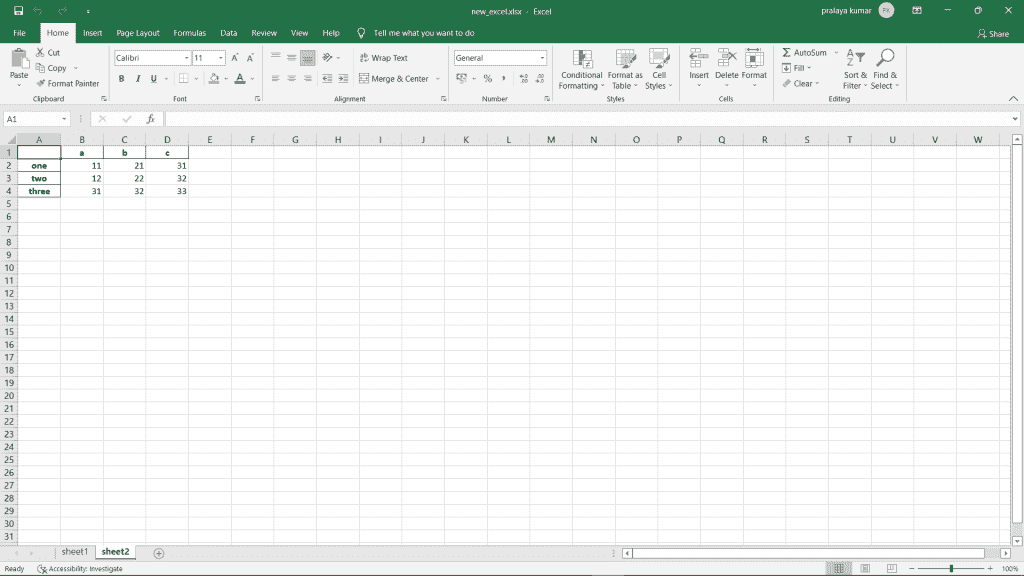 new_excel.xlsx - Excel
pralaya kumar PK
File Home Insert Page Layout Formulas Data Review View Help Tell me what you want to do Share
Paste
Cut
Copy
Format Painter
Clipboard
Calibri 11
B I U
Font
Wrap Text
Merge & Center
Alignment
General
%
Number
Conditional Formatting
Format as Table
Cell Styles
Styles
Insert Delete Format
Cells
AutoSum
Fill
Clear
Sort & Filter
Find & Select
Editing
A1 fx
A B C D E F G H I J K L M N O P Q R S T U V W
1 a b c
2 one 11 21 31
3 two 12 22 32
4 three 31 32 33
5
6
7
8
9
10
11
12
13
14
15
16
17
18
19
20
21
22
23
24
25
26
27
28
29
30
31
sheet1 sheet2
Ready Accessibility: Investigate 100%